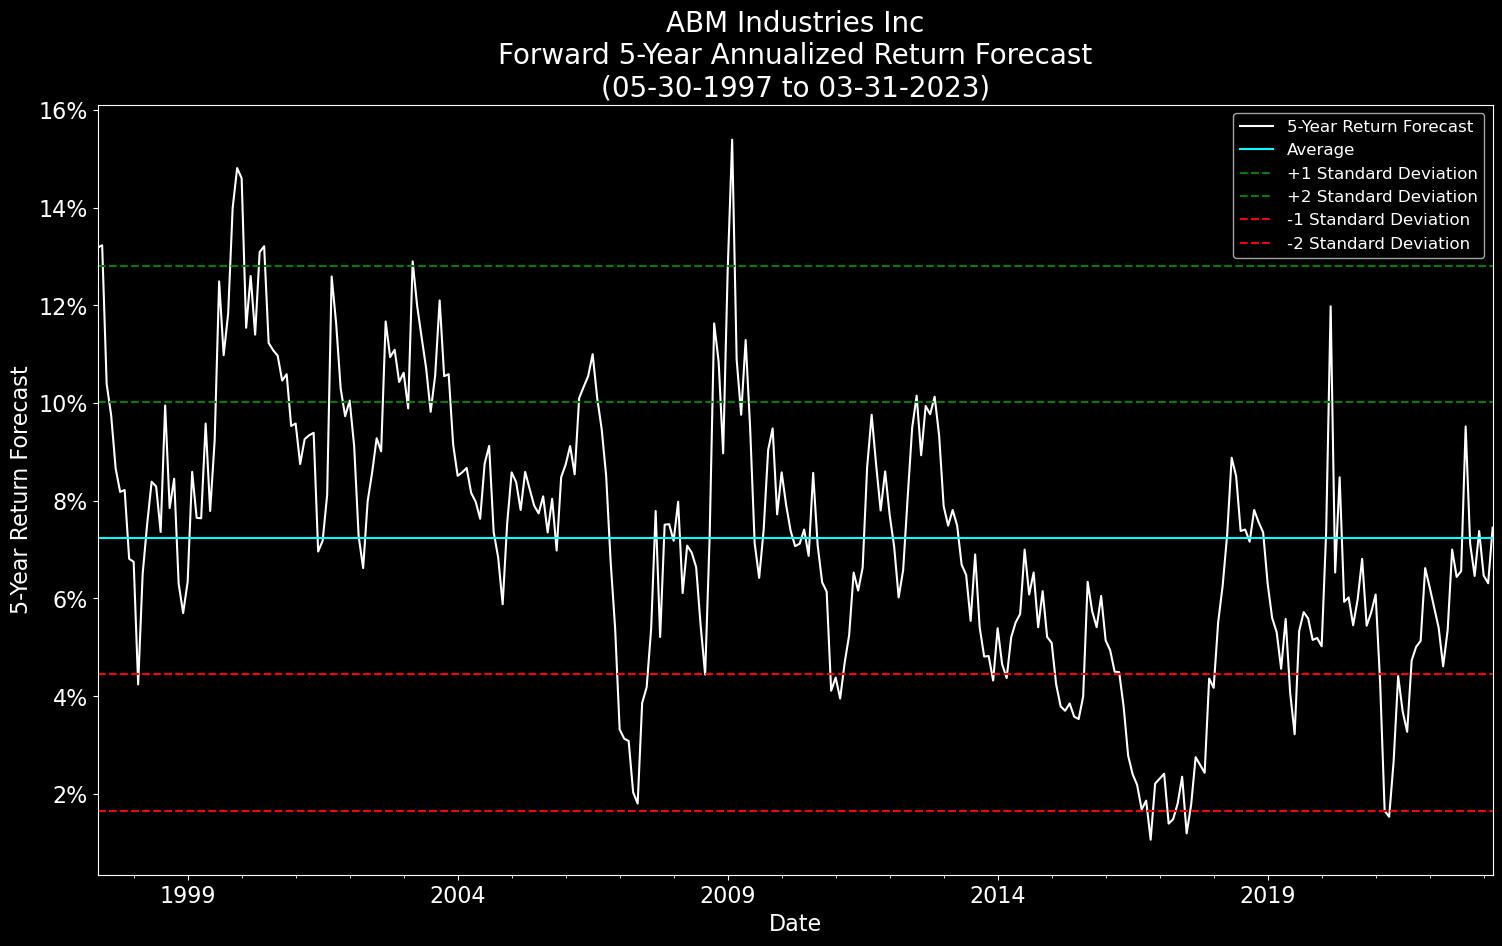 ABM Industries Inc
Forward 5-Year Annualized Return Forecast
(05-30-1997 to 03-31-2023)
16%
14%
12%
10%
8%
6%
4%
2%
5-Year Return Forecast
5-Year Return Forecast
Average
+1 Standard Deviation
+2 Standard Deviation
-1 Standard Deviation
-2 Standard Deviation
1999 2004 2009 2014 2019
Date